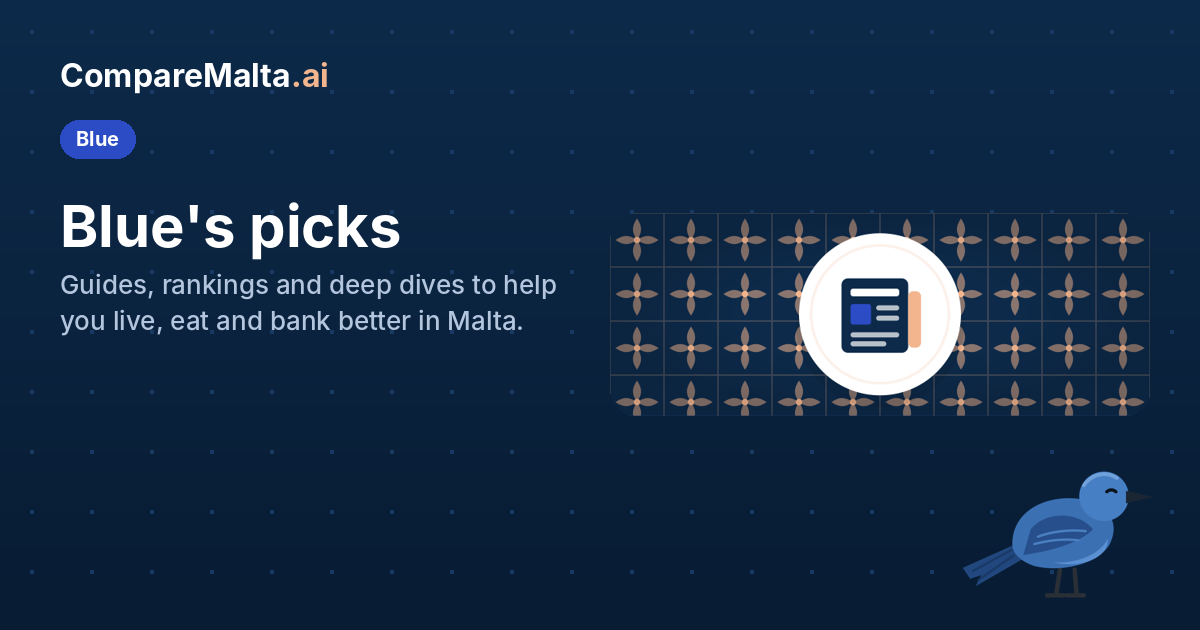 CompareMalta.ai
Blue
Blue's picks
Guides, rankings and deep dives to help
you live, eat and bank better in Malta.